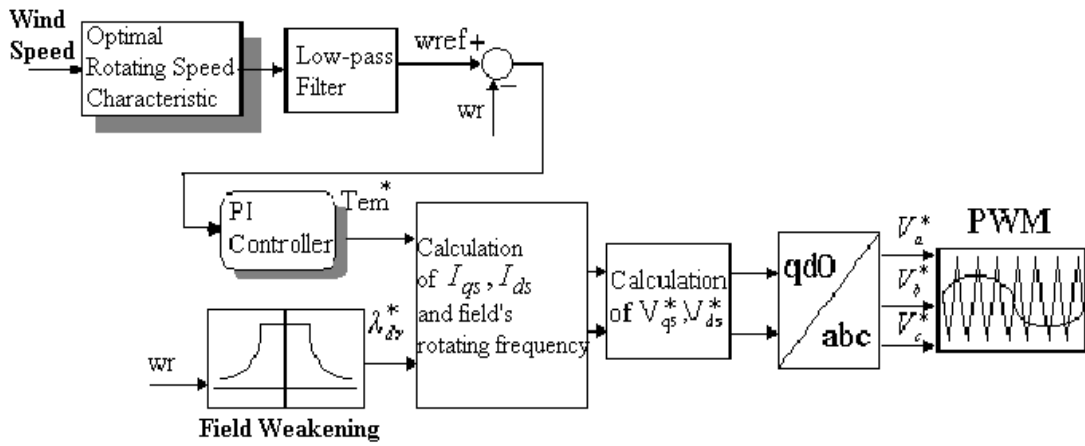 Wind
Speed
Optimal
Rotating Speed
Characteristic
Low-pass
Filter
wref +
−
wr
PI
Controller
Tem*
Calculation
of Iqs, Ids
and field's
rotating frequency
Calculation
of V*qs, V*ds
qd0
abc
V*a
V*b
V*c
PWM
λ*dr
wr
Field Weakening